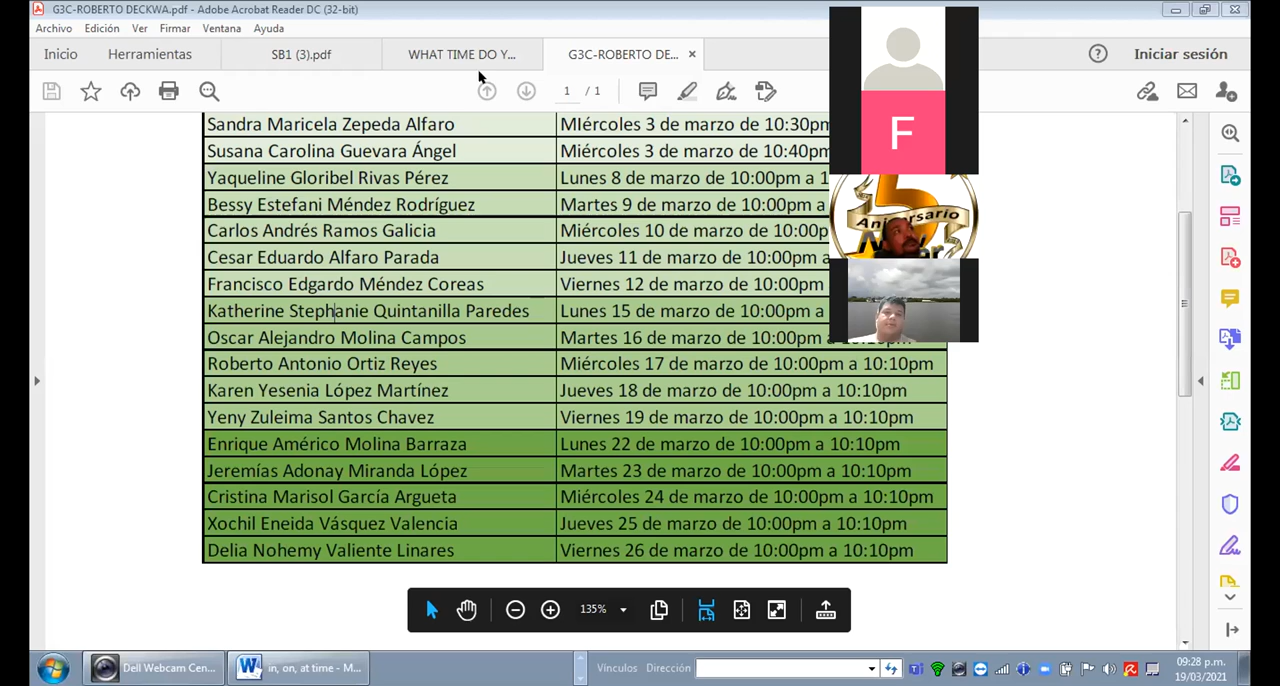 G3C-ROBERTO DECKWA.pdf - Adobe Acrobat Reader DC (32-bit)
Archivo Edición Ver Firmar Ventana Ayuda
Inicio Herramientas SB1 (3).pdf WHAT TIME DO Y... G3C-ROBERTO DE... × Iniciar sesión
1 / 1
F
Sandra Maricela Zepeda Alfaro MIércoles 3 de marzo de 10:30pm
Susana Carolina Guevara Ángel Miércoles 3 de marzo de 10:40pm
Yaqueline Gloribel Rivas Pérez Lunes 8 de marzo de 10:00pm a 1
Bessy Estefani Méndez Rodríguez Martes 9 de marzo de 10:00pm a
Carlos Andrés Ramos Galicia Miércoles 10 de marzo de 10:00p
Cesar Eduardo Alfaro Parada Jueves 11 de marzo de 10:00pm a
Francisco Edgardo Méndez Coreas Viernes 12 de marzo de 10:00pm
Katherine Stephanie Quintanilla Paredes Lunes 15 de marzo de 10:00pm a
Oscar Alejandro Molina Campos Martes 16 de marzo de 10:00pm a 10:10pm
Roberto Antonio Ortiz Reyes Miércoles 17 de marzo de 10:00pm a 10:10pm
Karen Yesenia López Martínez Jueves 18 de marzo de 10:00pm a 10:10pm
Yeny Zuleima Santos Chavez Viernes 19 de marzo de 10:00pm a 10:10pm
Enrique Américo Molina Barraza Lunes 22 de marzo de 10:00pm a 10:10pm
Jeremías Adonay Miranda López Martes 23 de marzo de 10:00pm a 10:10pm
Cristina Marisol García Argueta Miércoles 24 de marzo de 10:00pm a 10:10pm
Xochil Eneida Vásquez Valencia Jueves 25 de marzo de 10:00pm a 10:10pm
Delia Nohemy Valiente Linares Viernes 26 de marzo de 10:00pm a 10:10pm
5
Aniversario
135%
Dell Webcam Cen... in, on, at time - M... Vínculos Dirección 09:28 p.m.
19/03/2021